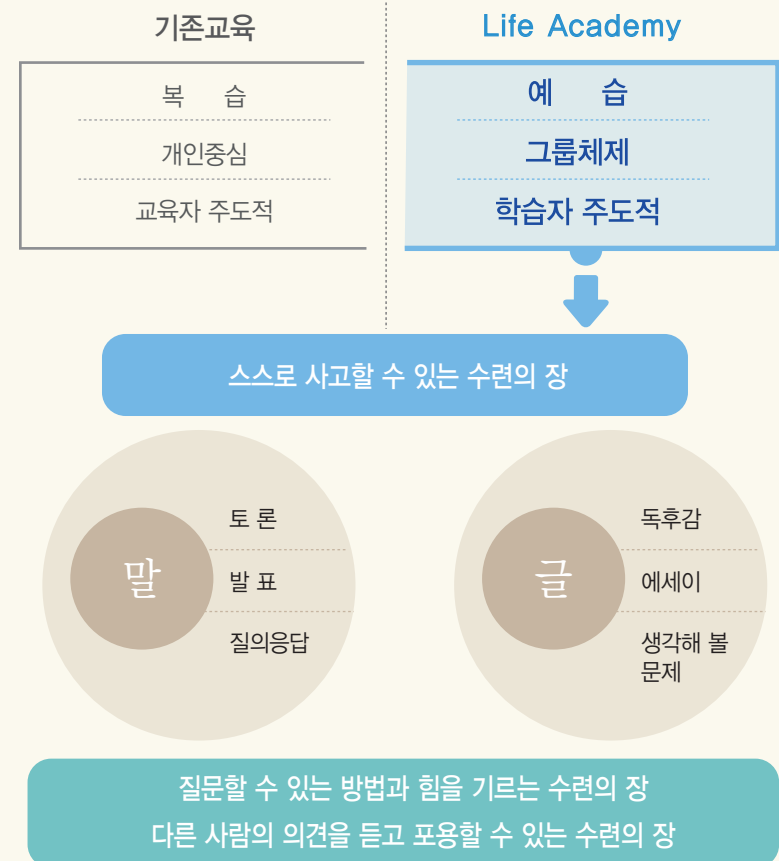 기존교육
복 습
개인중심
교육자 주도적
Life Academy
예 습
그룹체제
학습자 주도적
스스로 사고할 수 있는 수련의 장
말
토 론
발 표
질의응답
글
독후감
에세이
생각해 볼
문제
질문할 수 있는 방법과 힘을 기르는 수련의 장
다른 사람의 의견을 듣고 포용할 수 있는 수련의 장